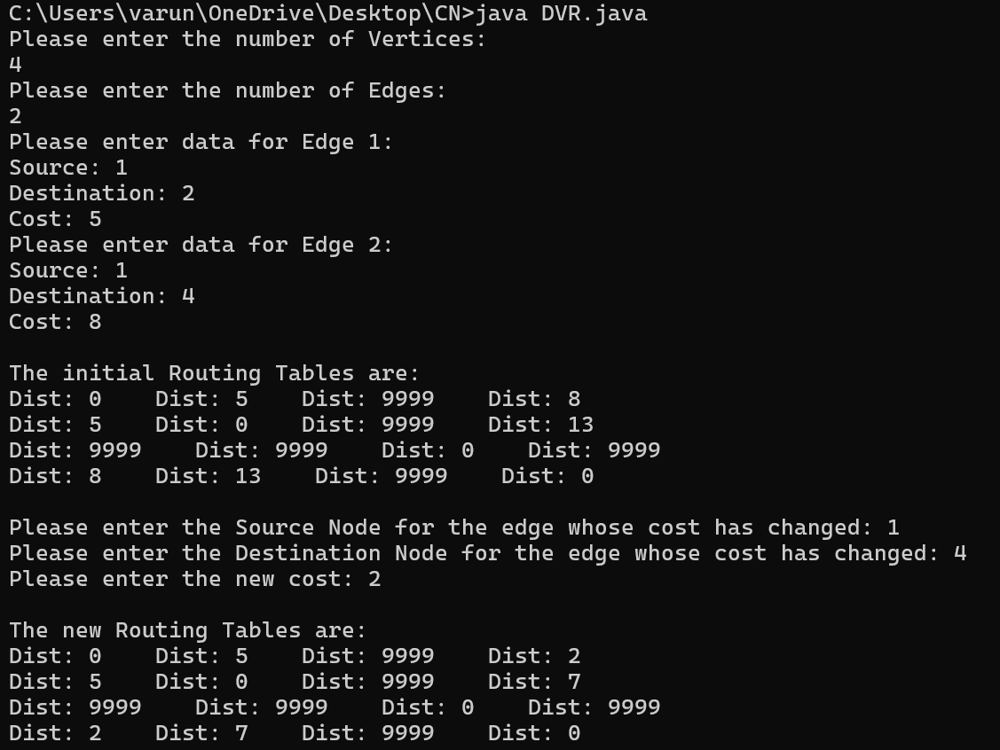 C:\Users\varun\OneDrive\Desktop\CN>java DVR.java
Please enter the number of Vertices:
4
Please enter the number of Edges:
2
Please enter data for Edge 1:
Source: 1
Destination: 2
Cost: 5
Please enter data for Edge 2:
Source: 1
Destination: 4
Cost: 8
The initial Routing Tables are:
Dist: 0    Dist: 5    Dist: 9999    Dist: 8
Dist: 5    Dist: 0    Dist: 9999    Dist: 13
Dist: 9999    Dist: 9999    Dist: 0    Dist: 9999
Dist: 8    Dist: 13    Dist: 9999    Dist: 0
Please enter the Source Node for the edge whose cost has changed: 1
Please enter the Destination Node for the edge whose cost has changed: 4
Please enter the new cost: 2
The new Routing Tables are:
Dist: 0    Dist: 5    Dist: 9999    Dist: 2
Dist: 5    Dist: 0    Dist: 9999    Dist: 7
Dist: 9999    Dist: 9999    Dist: 0    Dist: 9999
Dist: 2    Dist: 7    Dist: 9999    Dist: 0